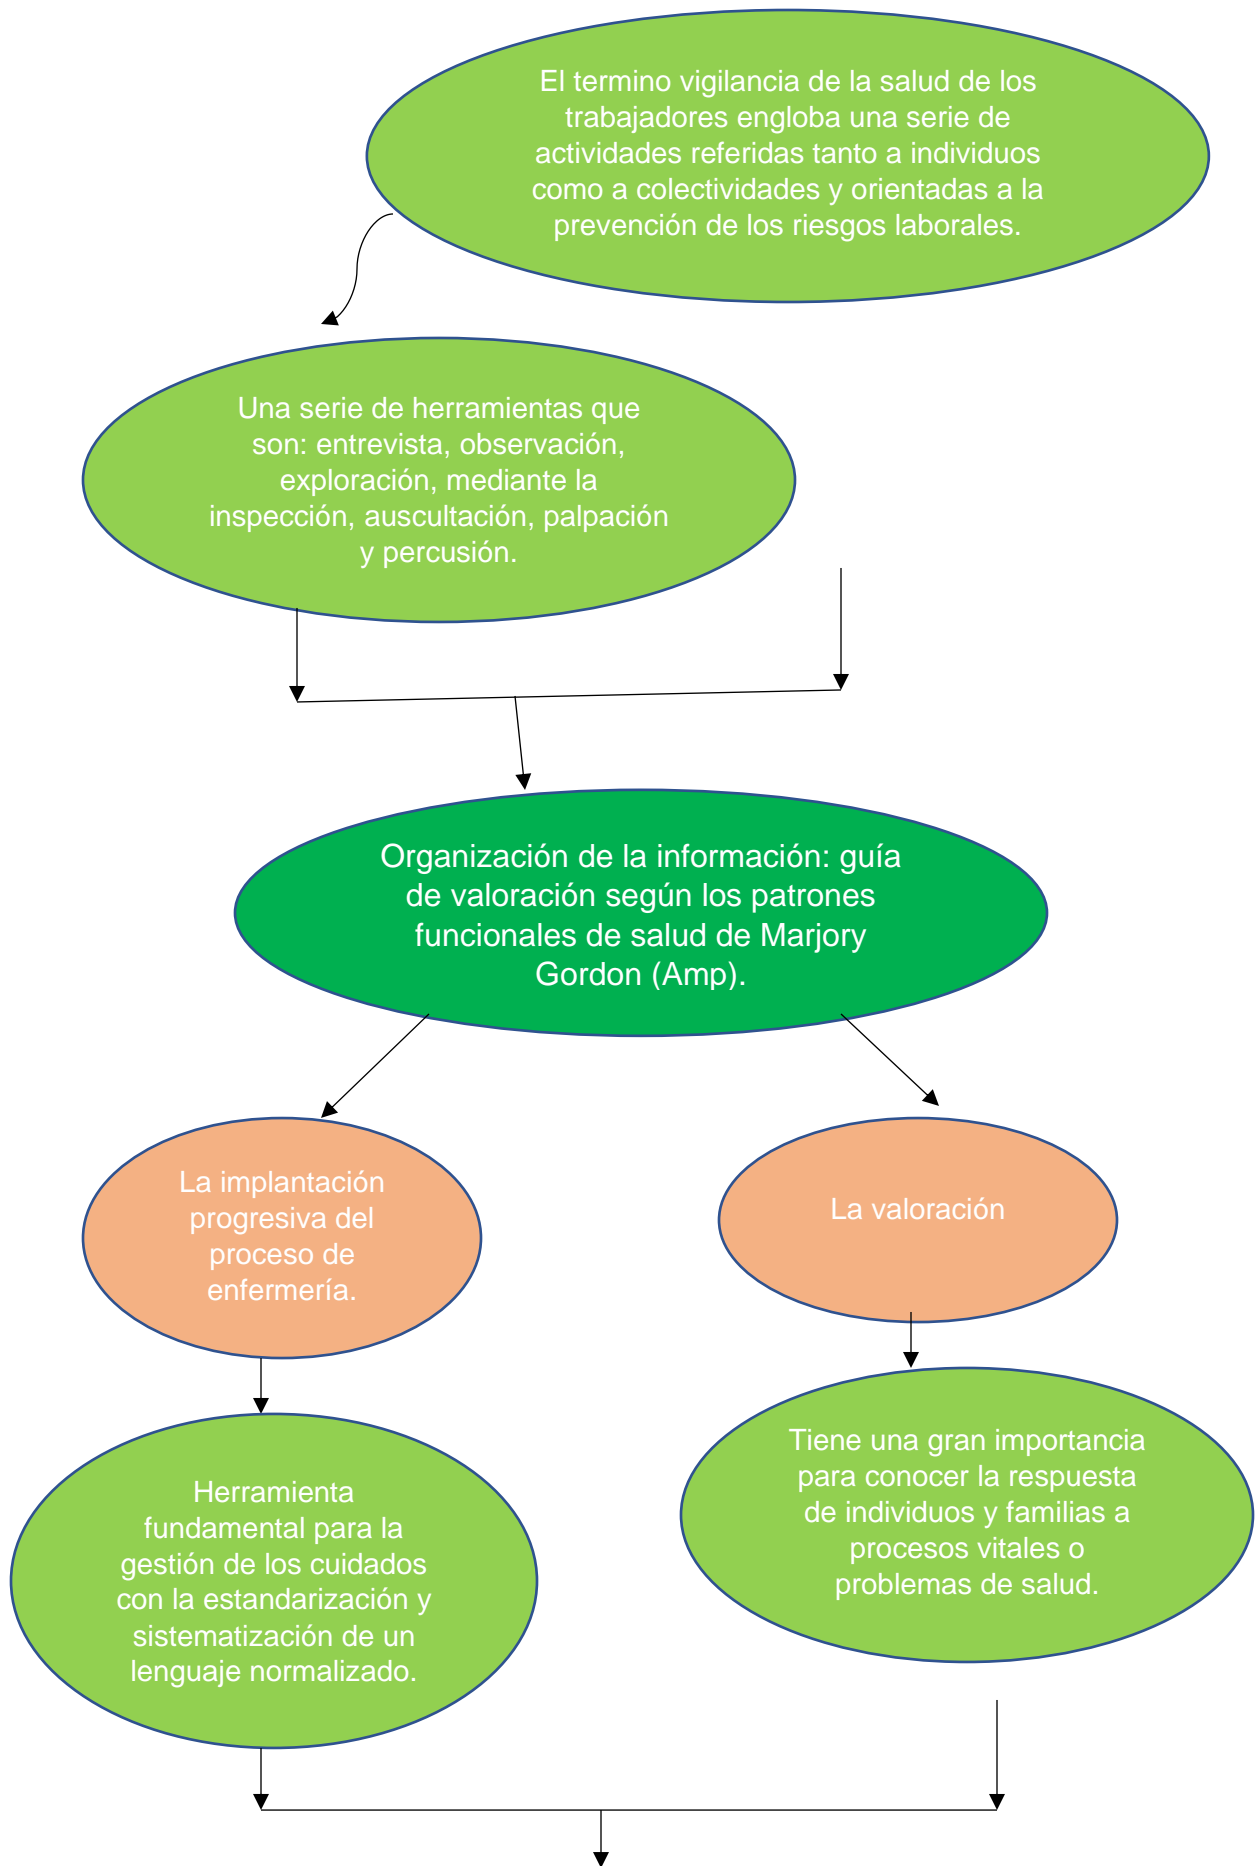 El termino vigilancia de la salud de los
trabajadores engloba una serie de
actividades referidas tanto a individuos
como a colectividades y orientadas a la
prevención de los riesgos laborales.
Una serie de herramientas que
son: entrevista, observación,
exploración, mediante la
inspección, auscultación, palpación
y percusión.
Organización de la información: guía
de valoración según los patrones
funcionales de salud de Marjory
Gordon (Amp).
La implantación
progresiva del
proceso de
enfermería.
La valoración
Herramienta
fundamental para la
gestión de los cuidados
con la estandarización y
sistematización de un
lenguaje normalizado.
Tiene una gran importancia
para conocer la respuesta
de individuos y familias a
procesos vitales o
problemas de salud.